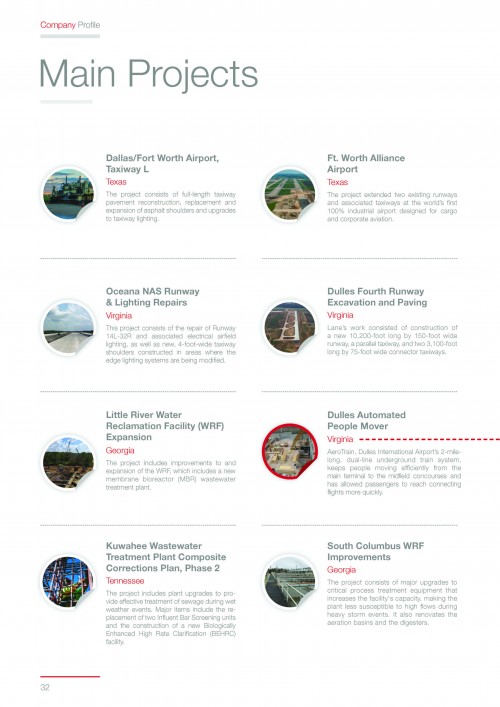 Company Profile
Main Projects
Dallas/Fort Worth Airport,
Taxiway L
Texas
The project consists of full-length taxiway
pavement reconstruction, replacement and
expansion of asphalt shoulders and upgrades
to taxiway lighting.
Ft. Worth Alliance
Airport
Texas
The project extended two existing runways
and associated taxiways at the world's first
100% industrial airport designed for cargo
and corporate aviation.
Oceana NAS Runway
& Lighting Repairs
Virginia
This project consists of the repair of Runway
14L-32R and associated electrical airfield
lighting, as well as new, 4-foot-wide taxiway
shoulders constructed in areas where the
edge lighting systems are being modified.
Dulles Fourth Runway
Excavation and Paving
Virginia
Lane's work consisted of construction of
a new 10,200-foot long by 150-foot wide
runway, a parallel taxiway, and two 3,100-foot
long by 75-foot wide connector taxiways.
Little River Water
Reclamation Facility (WRF)
Expansion
Georgia
The project includes improvements to and
expansion of the WRF, which includes a new
membrane bioreactor (MBR) wastewater
treatment plant.
Dulles Automated
People Mover
Virginia
AeroTrain, Dulles International Airport's 2-mile-
long, dual-line underground train system,
keeps people moving efficiently from the
main terminal to the midfield concourses and
has allowed passengers to reach connecting
flights more quickly.
Kuwahee Wastewater
Treatment Plant Composite
Corrections Plan, Phase 2
Tennessee
The project includes plant upgrades to pro-
vide effective treatment of sewage during wet
weather events. Major items include the re-
placement of two Influent Bar Screening units
and the construction of a new Biologically
Enhanced High Rate Clarification (BEHRC)
facility.
South Columbus WRF
Improvements
Georgia
The project consists of major upgrades to
critical process treatment equipment that
increases the facility's capacity, making the
plant less susceptible to high flows during
heavy storm events. It also renovates the
aeration basins and the digesters.
32